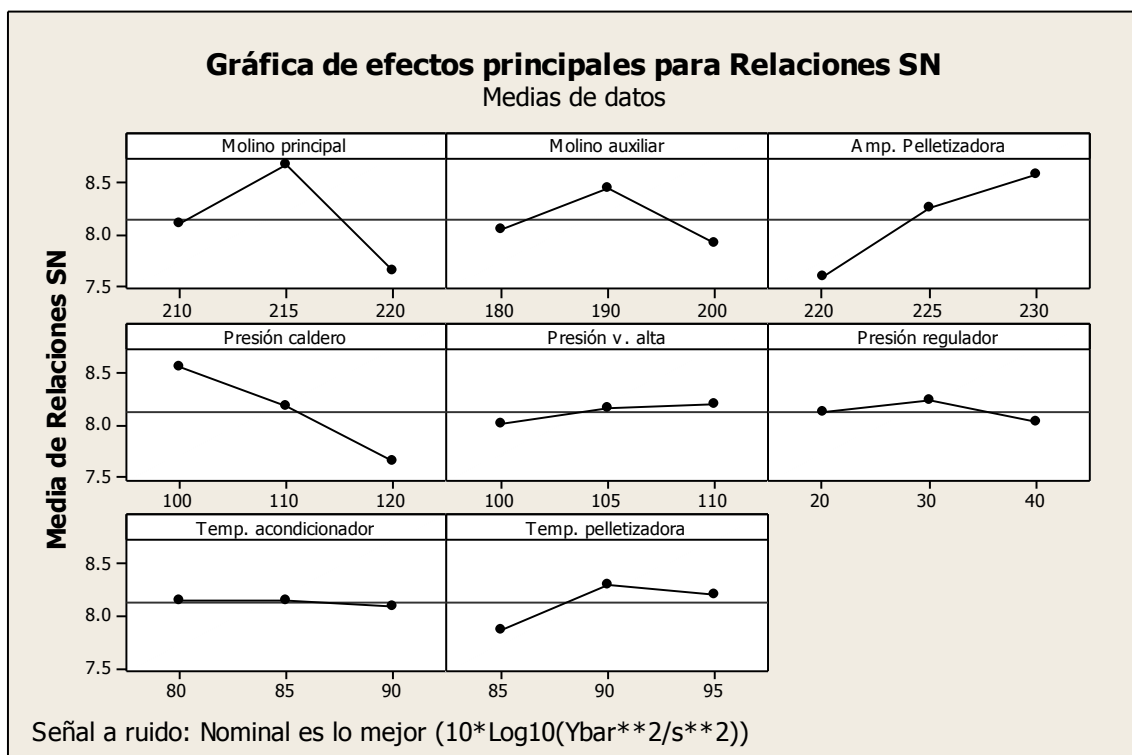 Gráfica de efectos principales para Relaciones SN
Medias de datos
Media de Relaciones SN
Molino principal Molino auxiliar Amp. Pelletizadora
8.5
8.0
7.5
210 215 220 180 190 200 220 225 230
Presión caldero Presión v. alta Presión regulador
8.5
8.0
7.5
100 110 120 100 105 110 20 30 40
Temp. acondicionador Temp. pelletizadora
8.5
8.0
7.5
80 85 90 85 90 95
Señal a ruido: Nominal es lo mejor (10*Log10(Ybar**2/s**2))